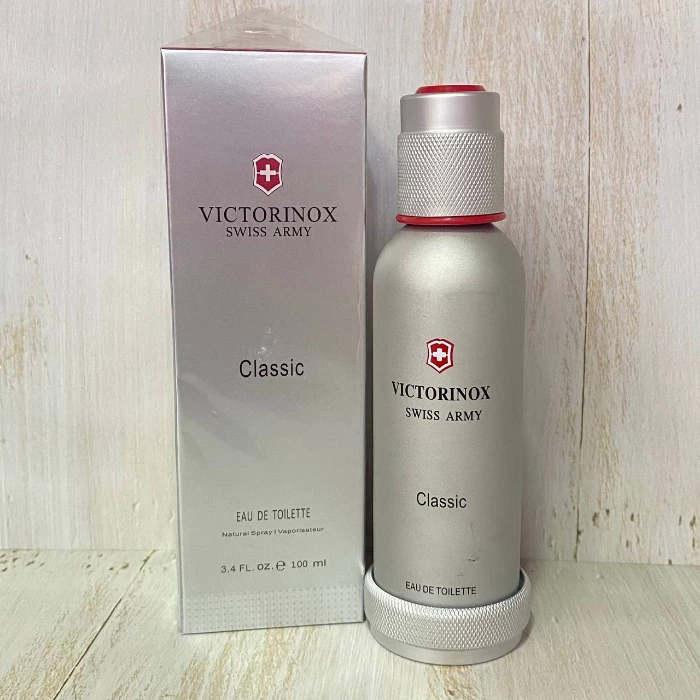 VICTORINOX
SWISS ARMY
Classic
EAU DE TOILETTE
Natural Spray | Vaporisateur
3.4 FL. OZ. ℮ 100 ml
VICTORINOX
SWISS ARMY
Classic
EAU DE TOILETTE